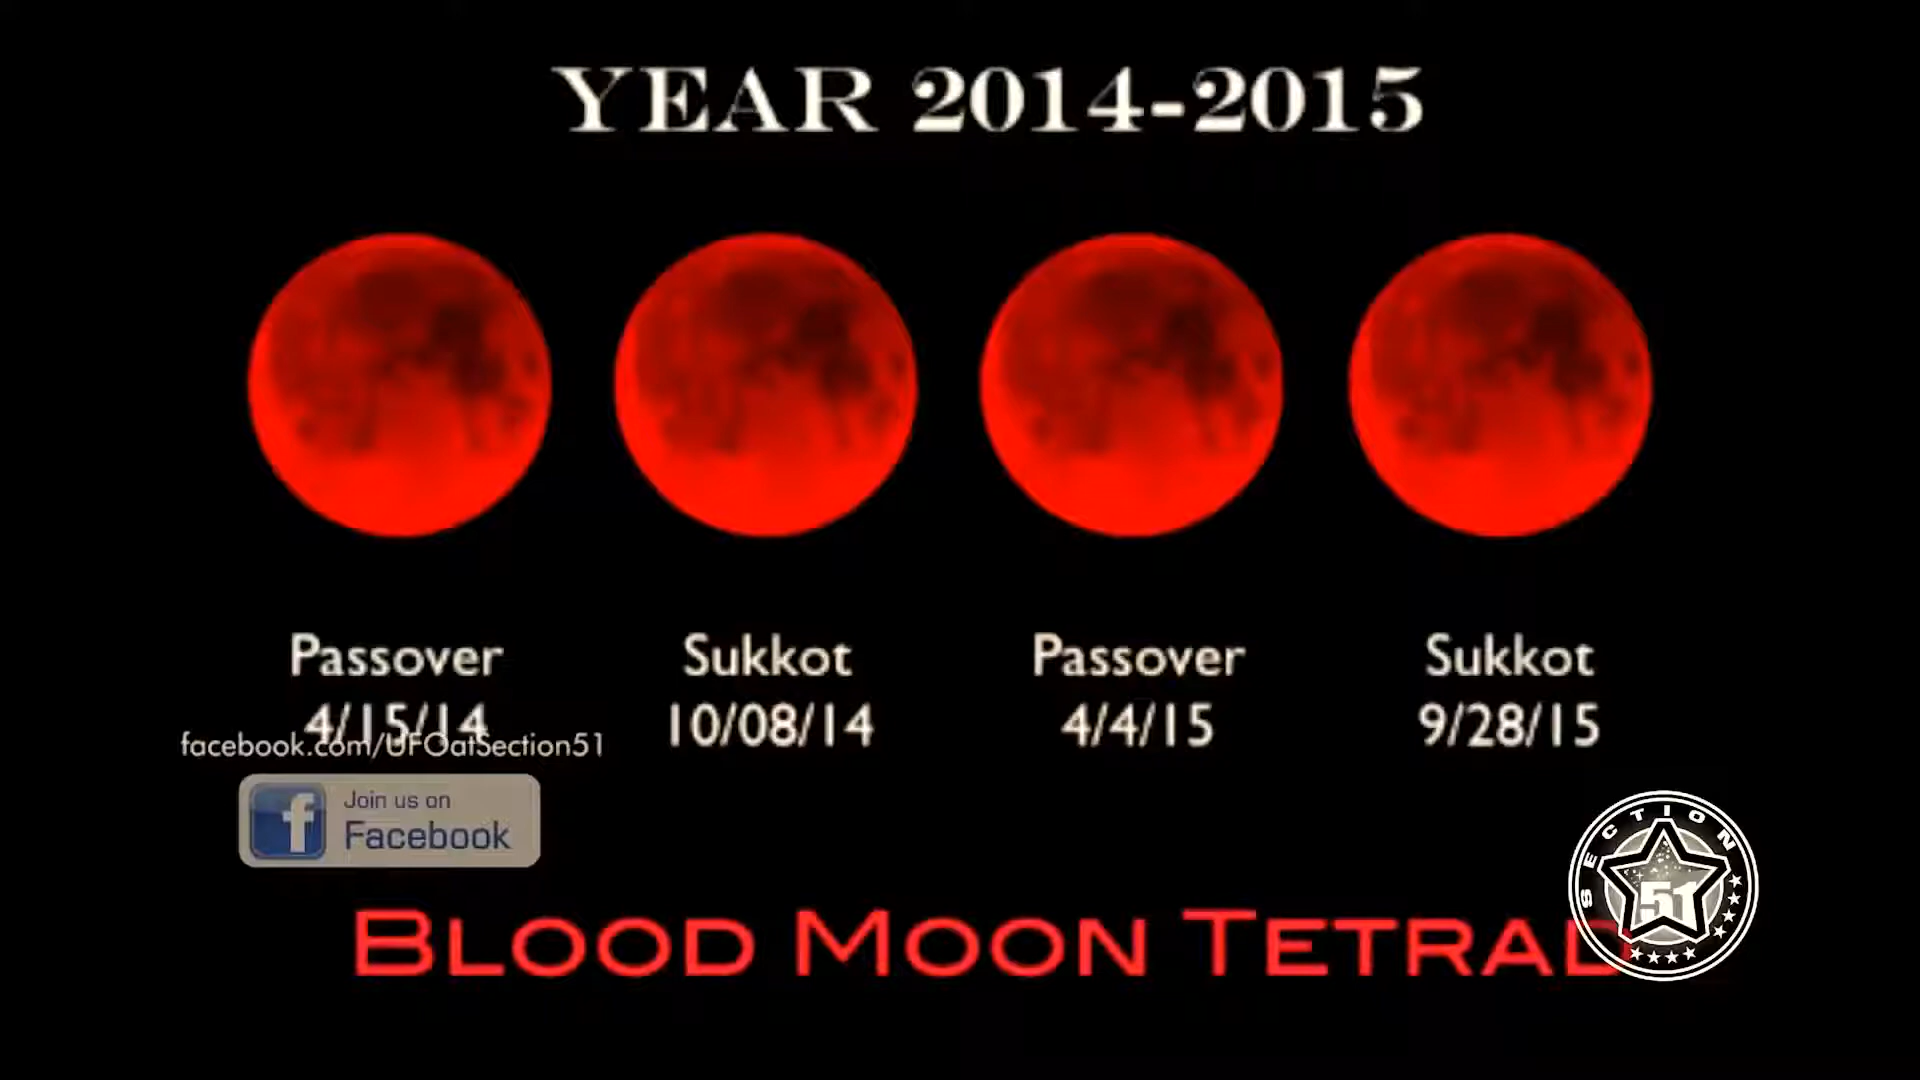 YEAR 2014-2015
Passover Sukkot Passover Sukkot
4/15/14 10/08/14 4/4/15 9/28/15
facebook.com/UFOatSection51
Join us on
Facebook
SECTION
51
BLOOD MOON TETRAD